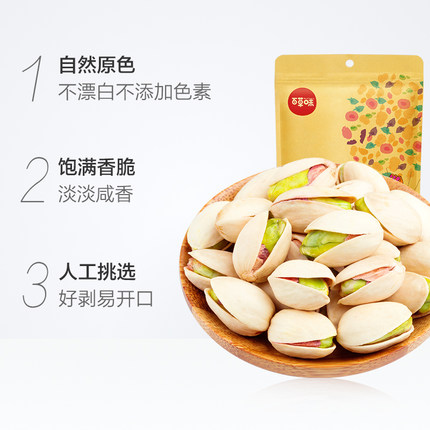 百草味
1
自然原色
不漂白不添加色素
2
饱满香脆
淡淡咸香
3
人工挑选
好剥易开口